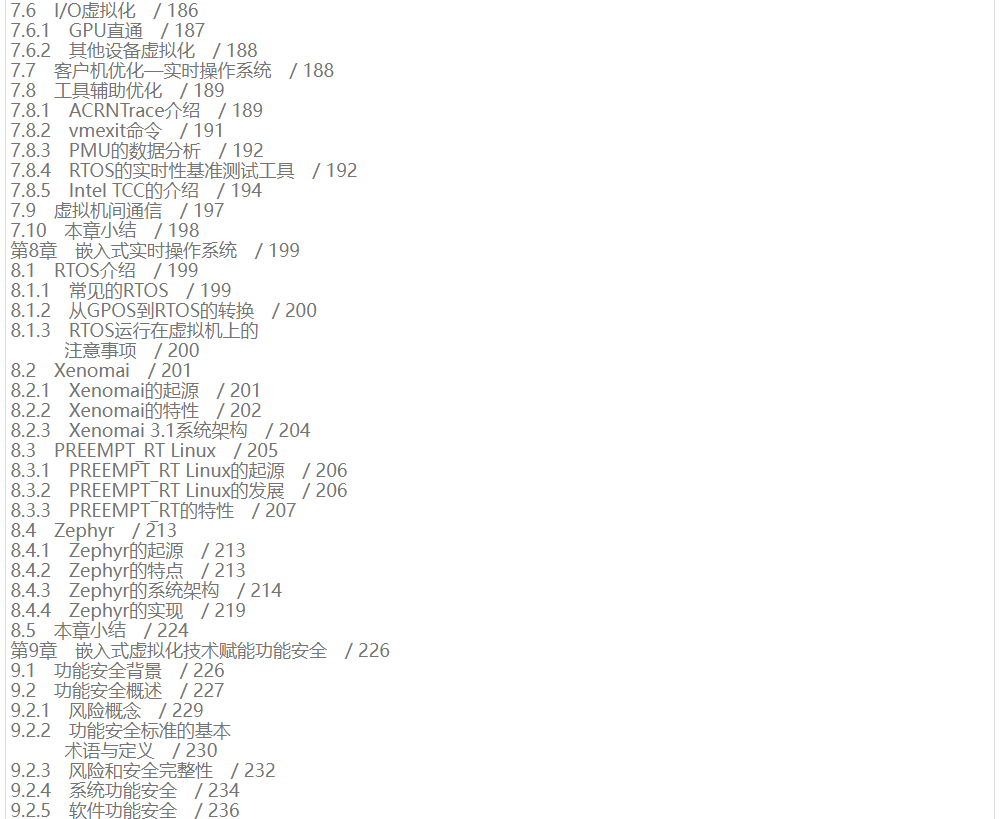 7.6　I/O虚拟化　/ 186
7.6.1　GPU直通　/ 187
7.6.2　其他设备虚拟化　/ 188
7.7　客户机优化—实时操作系统　/ 188
7.8　工具辅助优化　/ 189
7.8.1　ACRNTrace介绍　/ 189
7.8.2　vmexit命令　/ 191
7.8.3　PMU的数据分析　/ 192
7.8.4　RTOS的实时性基准测试工具　/ 192
7.8.5　Intel TCC的介绍　/ 194
7.9　虚拟机间通信　/ 197
7.10　本章小结　/ 198
第8章　嵌入式实时操作系统　/ 199
8.1　RTOS介绍　/ 199
8.1.1　常见的RTOS　/ 199
8.1.2　从GPOS到RTOS的转换　/ 200
8.1.3　RTOS运行在虚拟机上的
注意事项　/ 200
8.2　Xenomai　/ 201
8.2.1　Xenomai的起源　/ 201
8.2.2　Xenomai的特性　/ 202
8.2.3　Xenomai 3.1系统架构　/ 204
8.3　PREEMPT_RT Linux　/ 205
8.3.1　PREEMPT_RT Linux的起源　/ 206
8.3.2　PREEMPT_RT Linux的发展　/ 206
8.3.3　PREEMPT_RT的特性　/ 207
8.4　Zephyr　/ 213
8.4.1　Zephyr的起源　/ 213
8.4.2　Zephyr的特点　/ 213
8.4.3　Zephyr的系统架构　/ 214
8.4.4　Zephyr的实现　/ 219
8.5　本章小结　/ 224
第9章　嵌入式虚拟化技术赋能功能安全　/ 226
9.1　功能安全背景　/ 226
9.2　功能安全概述　/ 227
9.2.1　风险概念　/ 229
9.2.2　功能安全标准的基本
术语与定义　/ 230
9.2.3　风险和安全完整性　/ 232
9.2.4　系统功能安全　/ 234
9.2.5　软件功能安全　/ 236